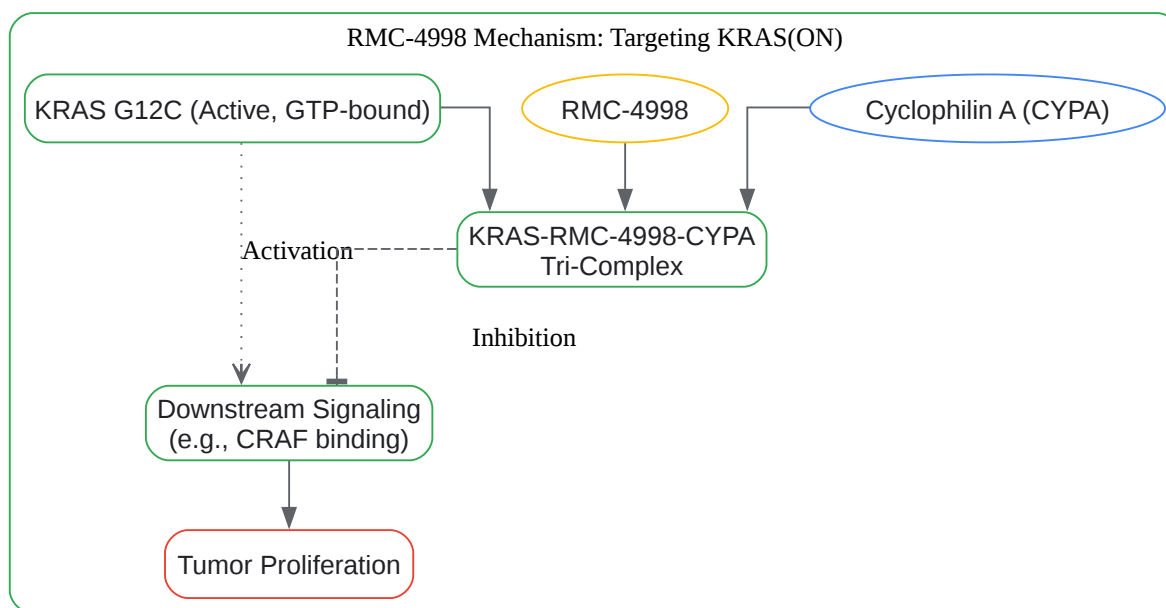 RMC-4998 Mechanism: Targeting KRAS(ON)
KRAS G12C (Active, GTP-bound)
RMC-4998
Cyclophilin A (CYPA)
KRAS-RMC-4998-CYPA
Tri-Complex
Activation
Inhibition
Downstream Signaling
(e.g., CRAF binding)
Tumor Proliferation